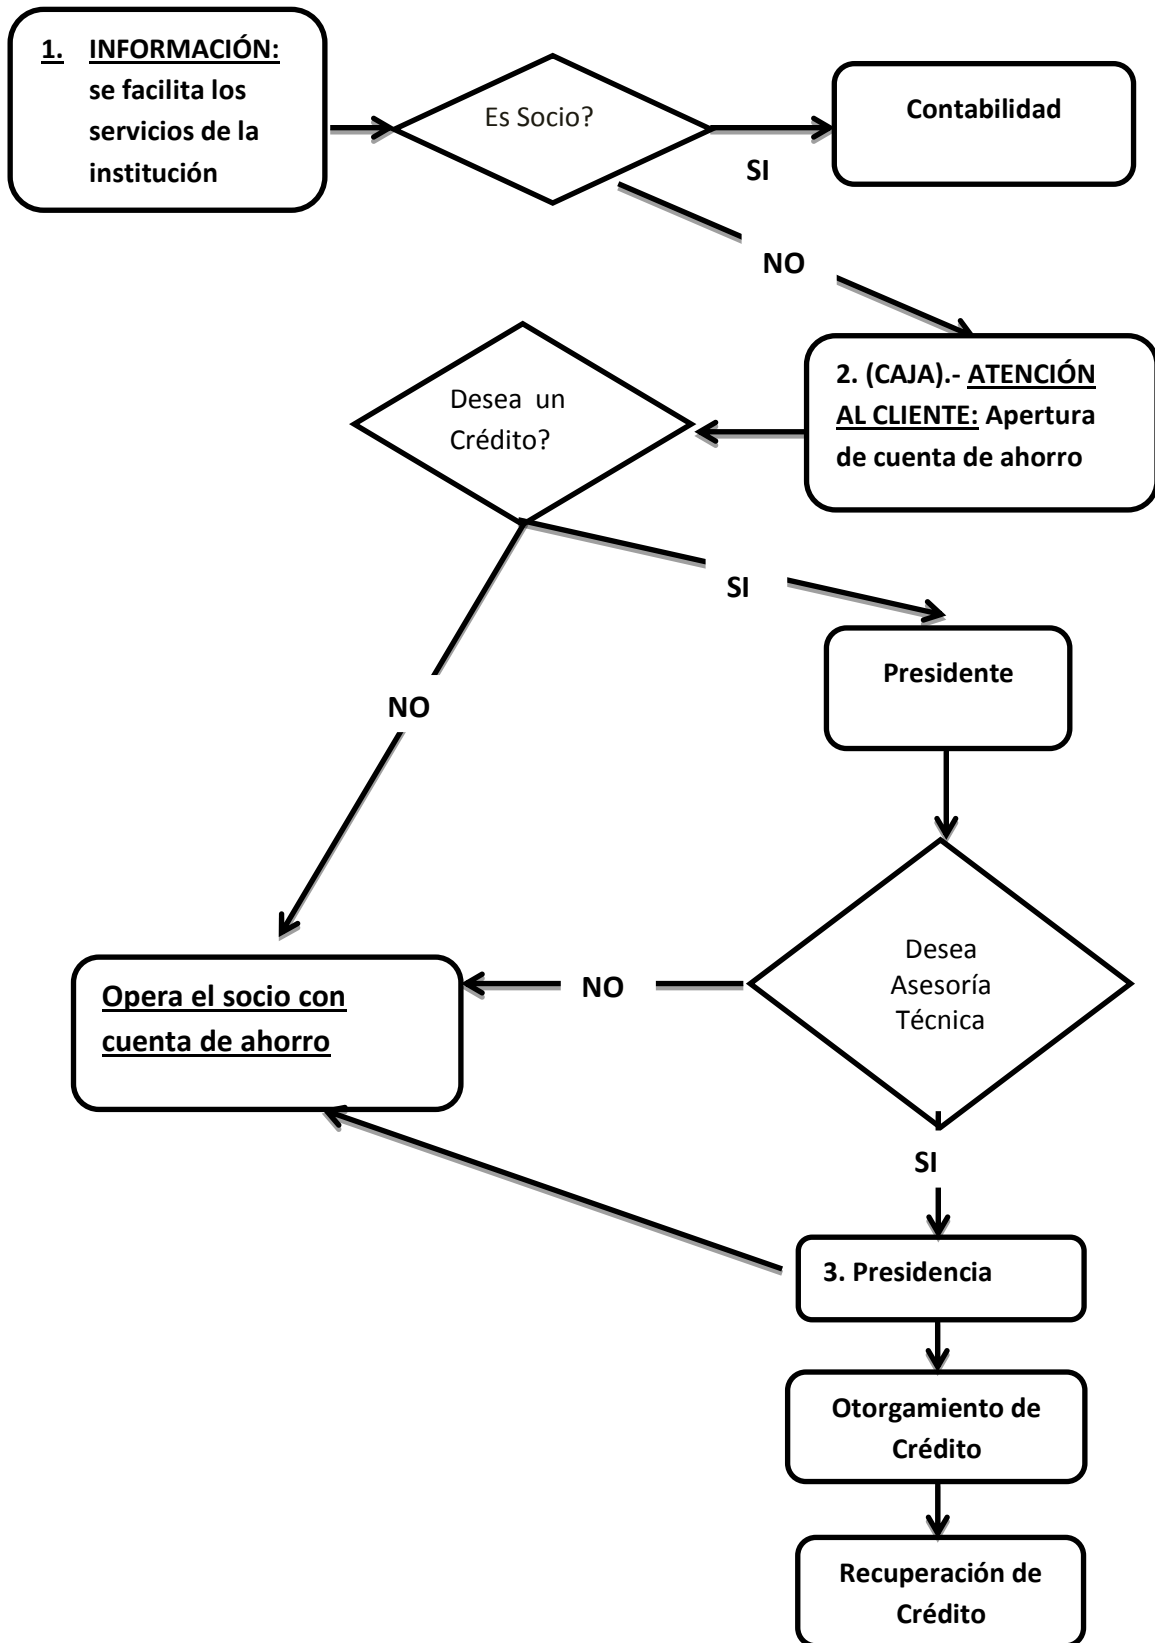 1. INFORMACIÓN:
se facilita los
servicios de la
institución
Es Socio?
SI
Contabilidad
NO
2. (CAJA).- ATENCIÓN
AL CLIENTE: Apertura
de cuenta de ahorro
Desea un
Crédito?
SI
Presidente
NO
Desea
Asesoría
Técnica
NO
Opera el socio con
cuenta de ahorro
SI
3. Presidencia
Otorgamiento de
Crédito
Recuperación de
Crédito